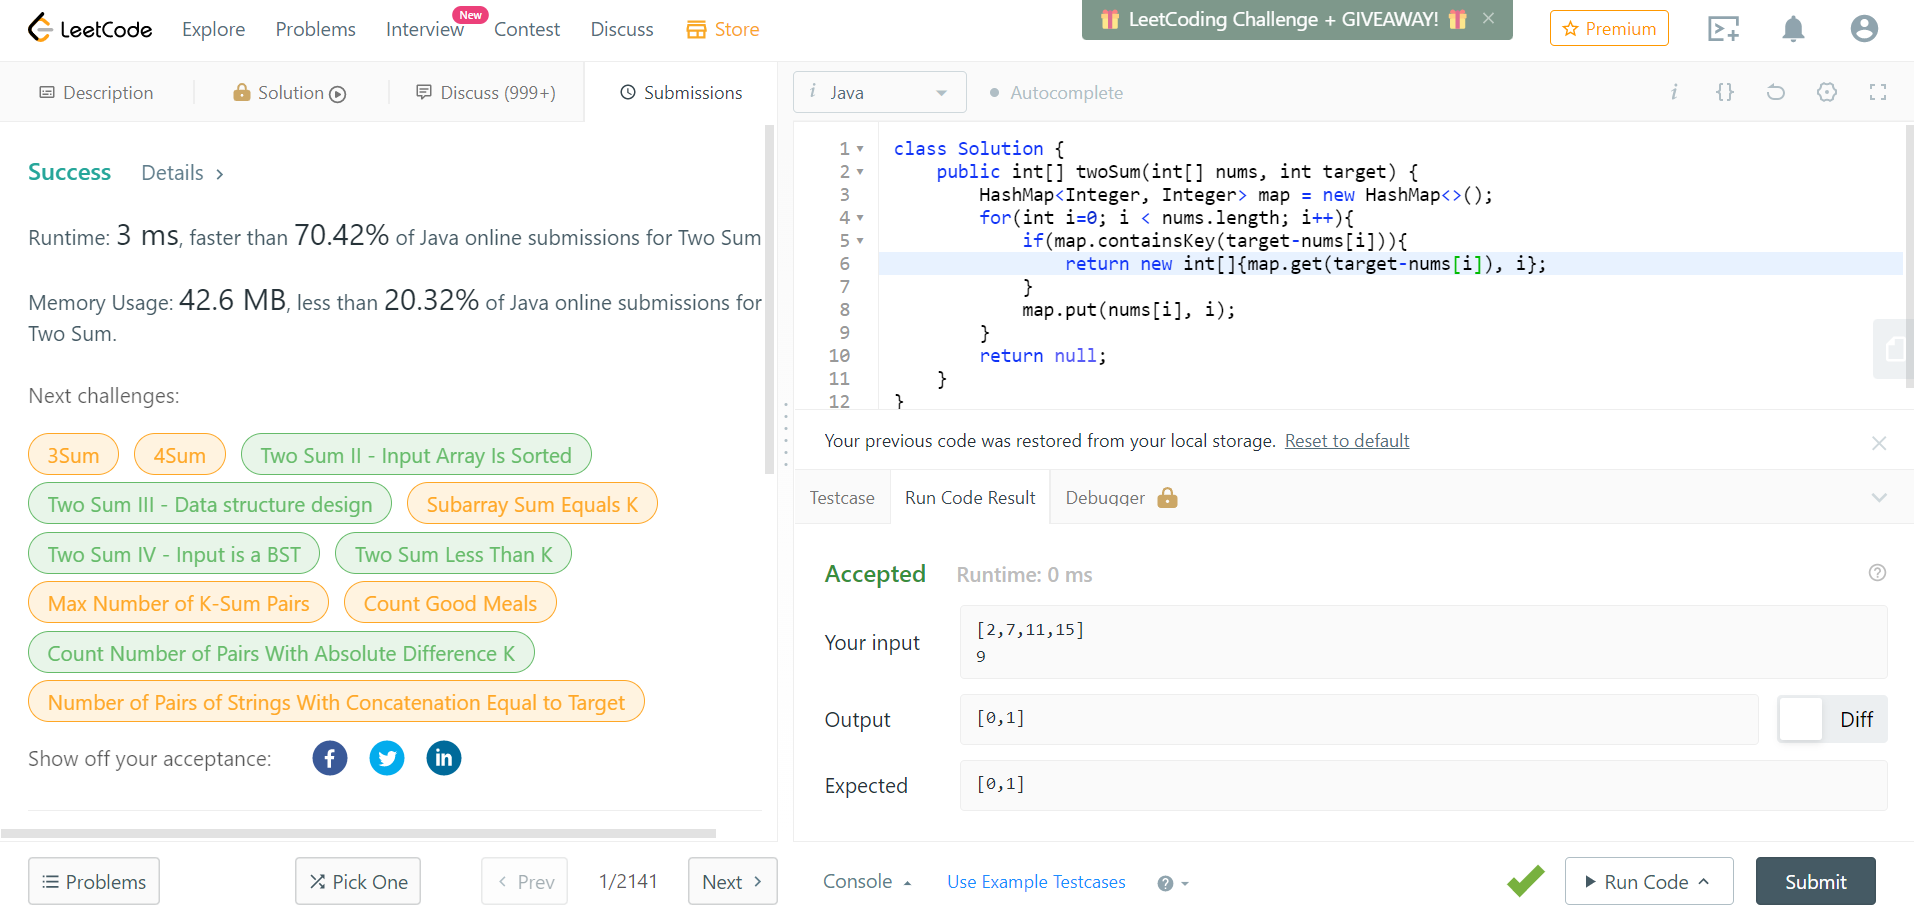 LeetCode Explore Problems Interview New Contest Discuss Store LeetCoding Challenge + GIVEAWAY! Premium
Description Solution Discuss (999+) Submissions
Success Details
Runtime: 3 ms, faster than 70.42% of Java online submissions for Two Sum
Memory Usage: 42.6 MB, less than 20.32% of Java online submissions for
Two Sum.
Next challenges:
3Sum 4Sum Two Sum II - Input Array Is Sorted
Two Sum III - Data structure design Subarray Sum Equals K
Two Sum IV - Input is a BST Two Sum Less Than K
Max Number of K-Sum Pairs Count Good Meals
Count Number of Pairs With Absolute Difference K
Number of Pairs of Strings With Concatenation Equal to Target
Show off your acceptance:
Problems Pick One Prev 1/2141 Next
i Java Autocomplete i {}
1 class Solution {
2 public int[] twoSum(int[] nums, int target) {
3 HashMap<Integer, Integer> map = new HashMap<>();
4 for(int i=0; i < nums.length; i++){
5 if(map.containsKey(target-nums[i])){
6 return new int[]{map.get(target-nums[i]), i};
7 }
8 map.put(nums[i], i);
9 }
10 return null;
11 }
12 }
Your previous code was restored from your local storage. Reset to default
Testcase Run Code Result Debugger
Accepted Runtime: 0 ms
Your input
[2,7,11,15]
9
Output [0,1] Diff
Expected [0,1]
Console Use Example Testcases Run Code Submit